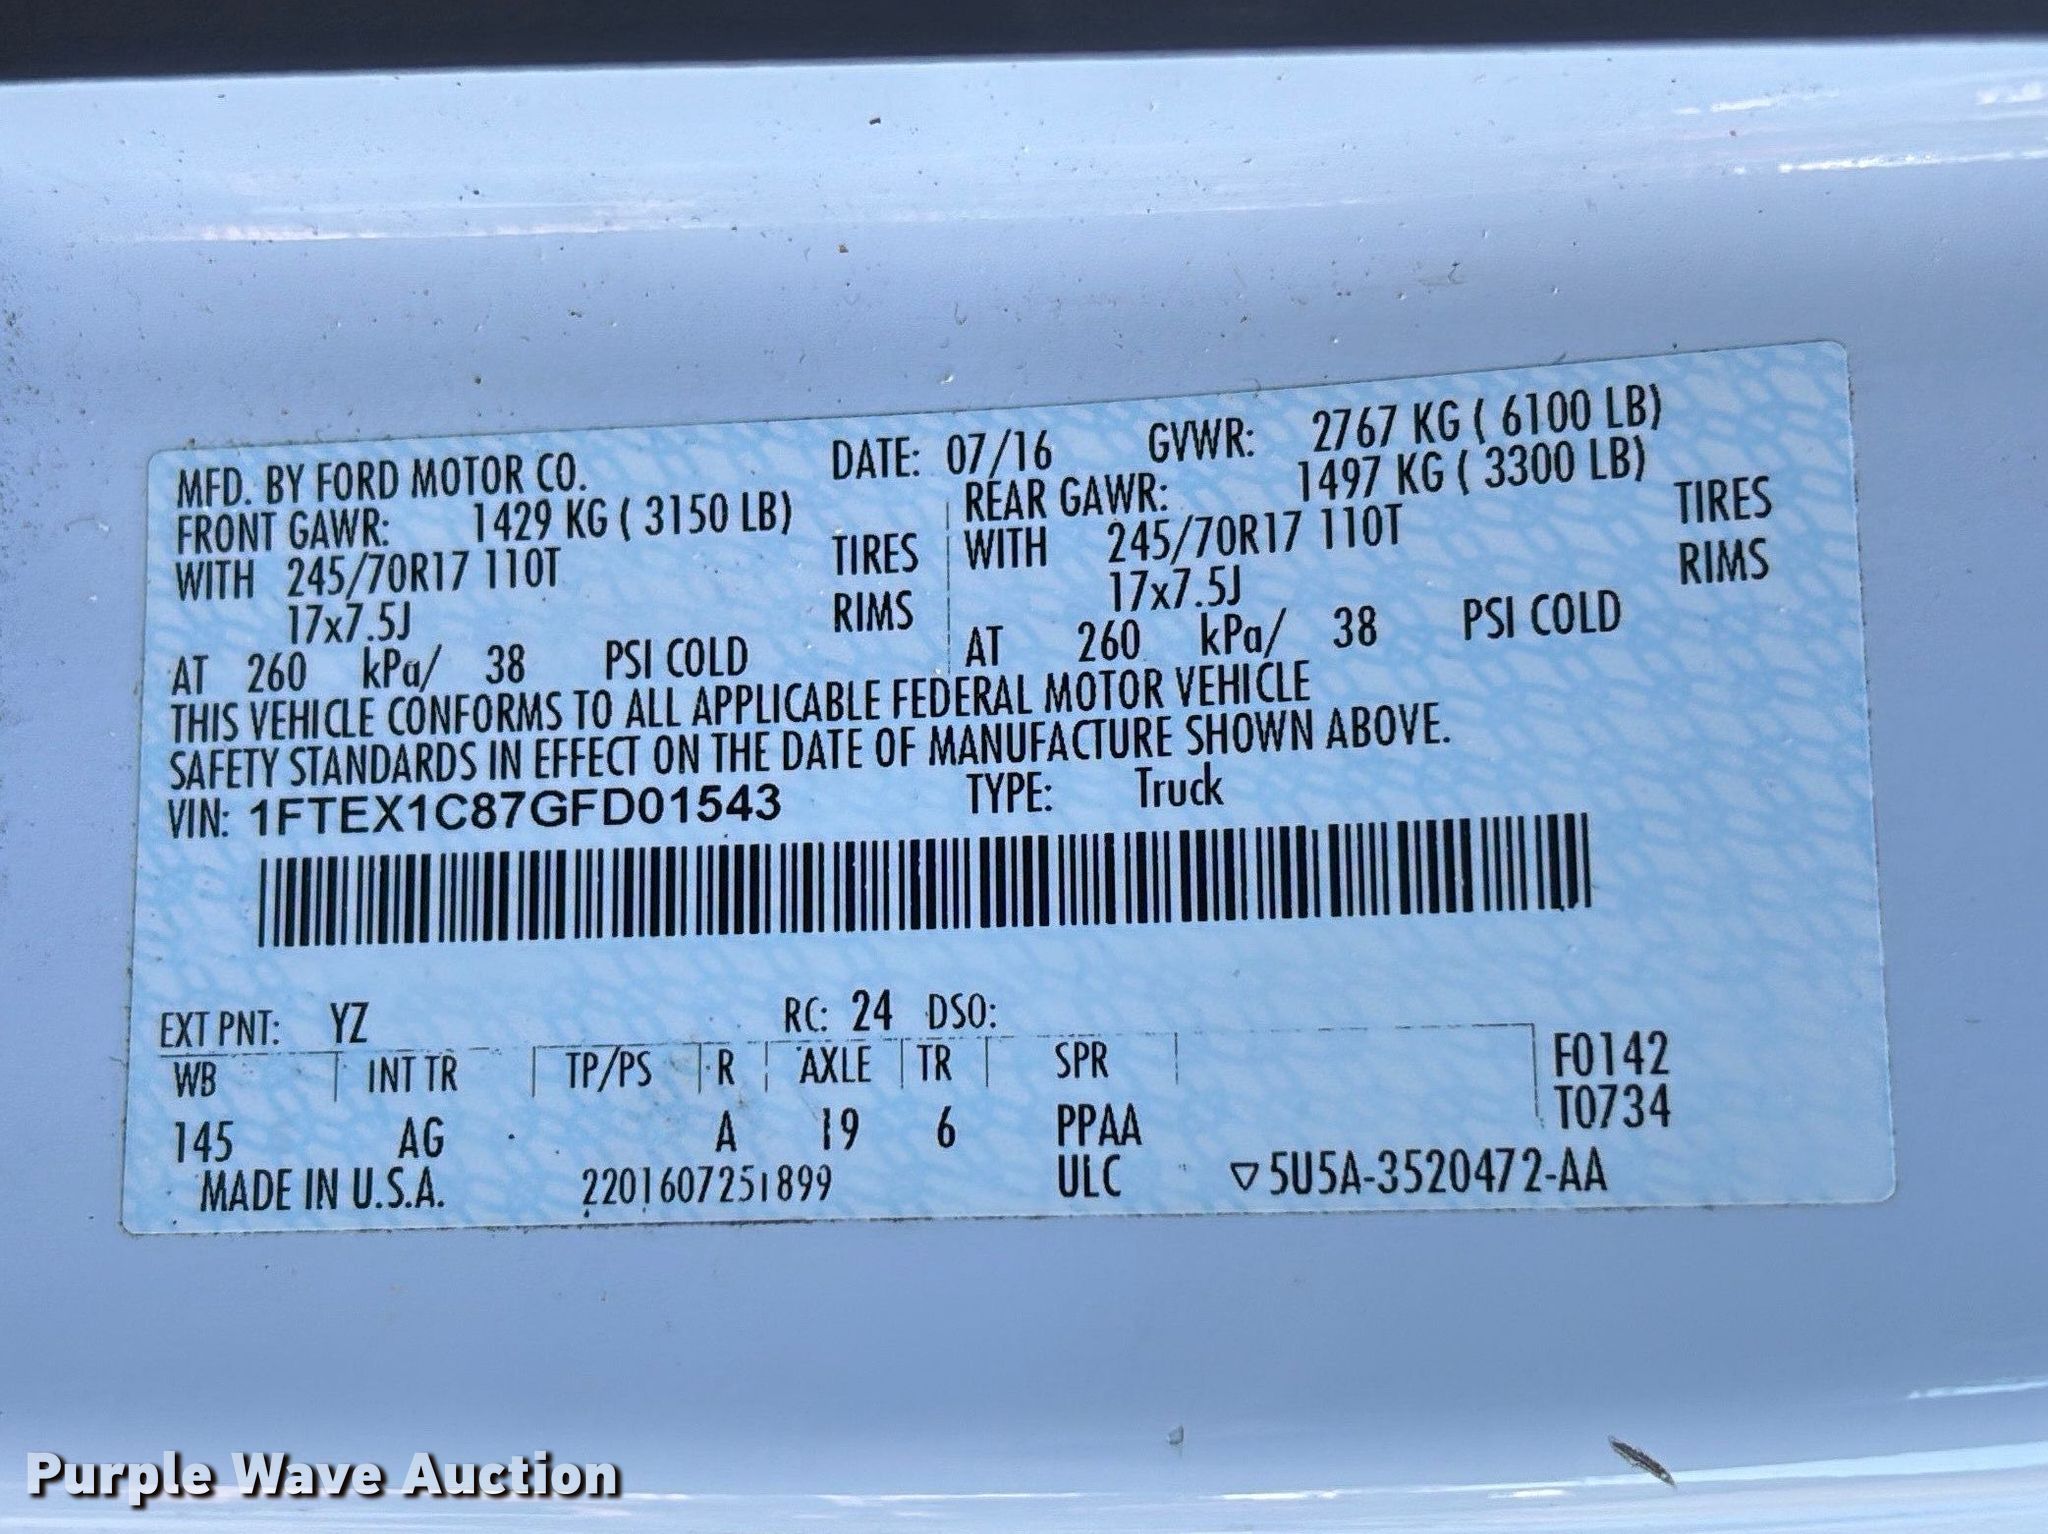 MFD. BY FORD MOTOR CO. DATE: 07/16 GVWR: 2767 KG ( 6100 LB)
FRONT GAWR: 1429 KG ( 3150 LB) REAR GAWR: 1497 KG ( 3300 LB)
WITH 245/70R17 110T TIRES WITH 245/70R17 110T TIRES
17x7.5J RIMS 17x7.5J RIMS
AT 260 kPa/ 38 PSI COLD AT 260 kPa/ 38 PSI COLD
THIS VEHICLE CONFORMS TO ALL APPLICABLE FEDERAL MOTOR VEHICLE
SAFETY STANDARDS IN EFFECT ON THE DATE OF MANUFACTURE SHOWN ABOVE.
VIN: 1FTEX1C87GFD01543 TYPE: Truck
EXT PNT: YZ RC: 24 DSO:
WB INT TR TP/PS R AXLE TR SPR F0142
T0734
145 AG A 19 6 PPAA
MADE IN U.S.A. 2201607251899 ULC ▽5U5A-3520472-AA
Purple Wave Auction